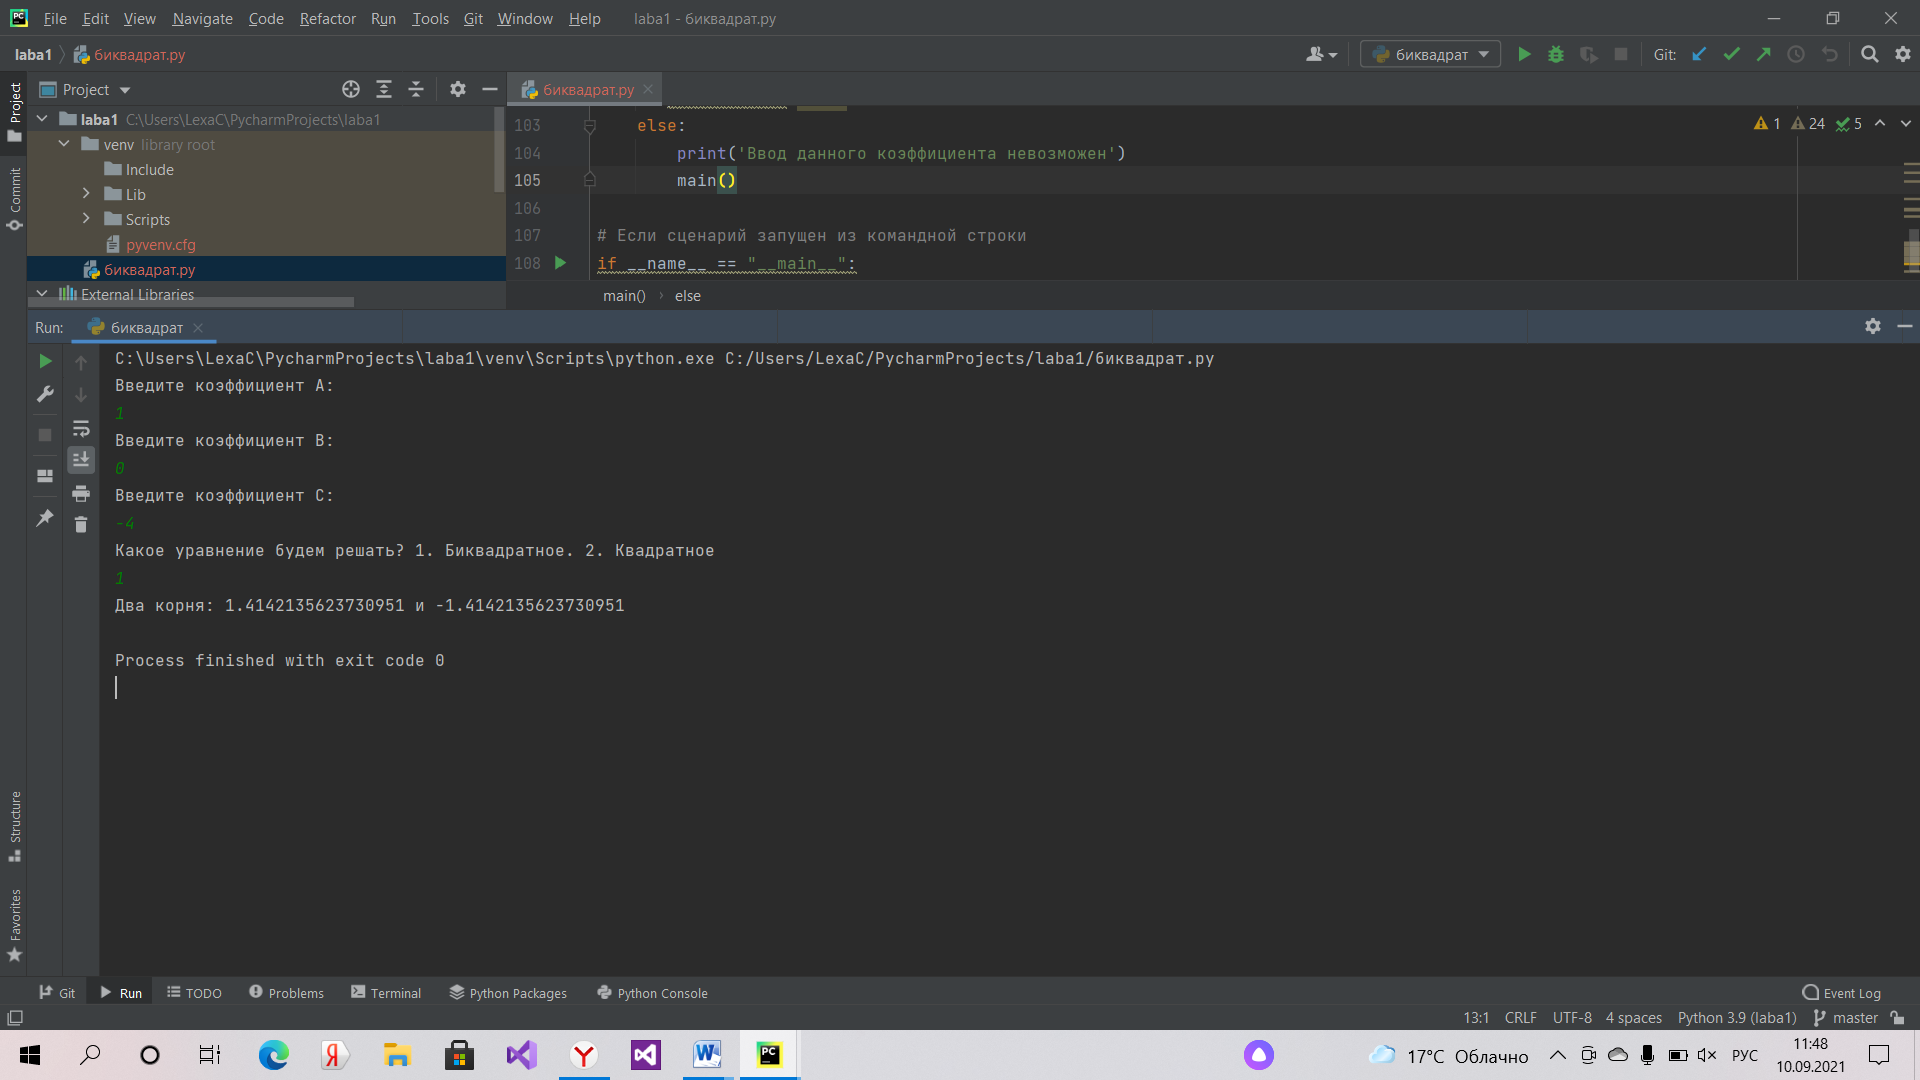 File Edit View Navigate Code Refactor Run Tools Git Window Help laba1 - биквадрат.py
laba1 биквадрат.py биквадрат Git:
Project биквадрат.py
laba1 C:\Users\LexaC\PycharmProjects\laba1
venv library root
Include
Lib
Scripts
pyvenv.cfg
биквадрат.py
External Libraries
Project
Commit
Structure
Favorites
103 else:
104 print('Ввод данного коэффициента невозможен')
105 main()
106
107 # Если сценарий запущен из командной строки
108 if __name__ == "__main__":
1 24 5
main() › else
Run: биквадрат
C:\Users\LexaC\PycharmProjects\laba1\venv\Scripts\python.exe C:/Users/LexaC/PycharmProjects/laba1/биквадрат.py
Введите коэффициент A:
1
Введите коэффициент B:
0
Введите коэффициент C:
-4
Какое уравнение будем решать? 1. Биквадратное. 2. Квадратное
1
Два корня: 1.4142135623730951 и -1.4142135623730951
Process finished with exit code 0
Git Run TODO Problems Terminal Python Packages Python Console Event Log
13:1 CRLF UTF-8 4 spaces Python 3.9 (laba1) master
17°C Облачно РУС 11:48
10.09.2021